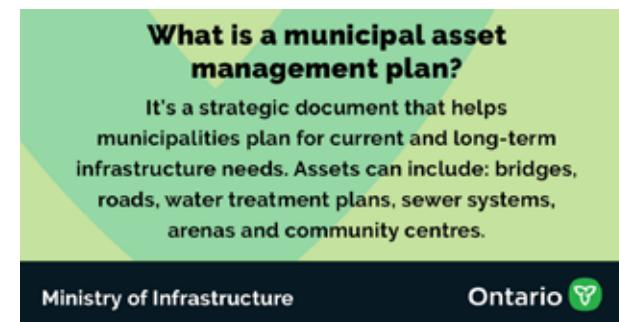 What is a municipal asset
management plan?
It's a strategic document that helps
municipalities plan for current and long-term
infrastructure needs. Assets can include: bridges,
roads, water treatment plans, sewer systems,
arenas and community centres.
Ministry of Infrastructure
Ontario